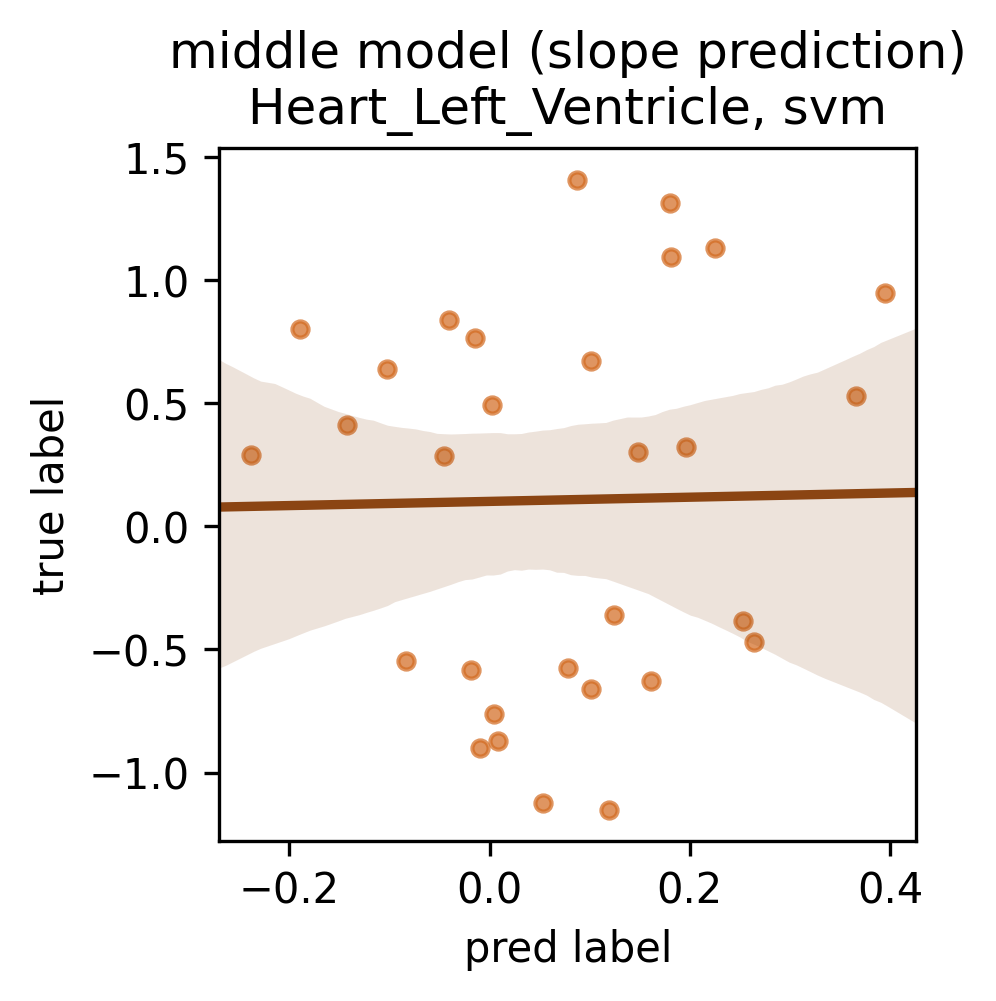 middle model (slope prediction)
Heart_Left_Ventricle, svm
1.5
1.0
0.5
0.0
−0.5
−1.0
true label
−0.2
0.0
0.2
0.4
pred label